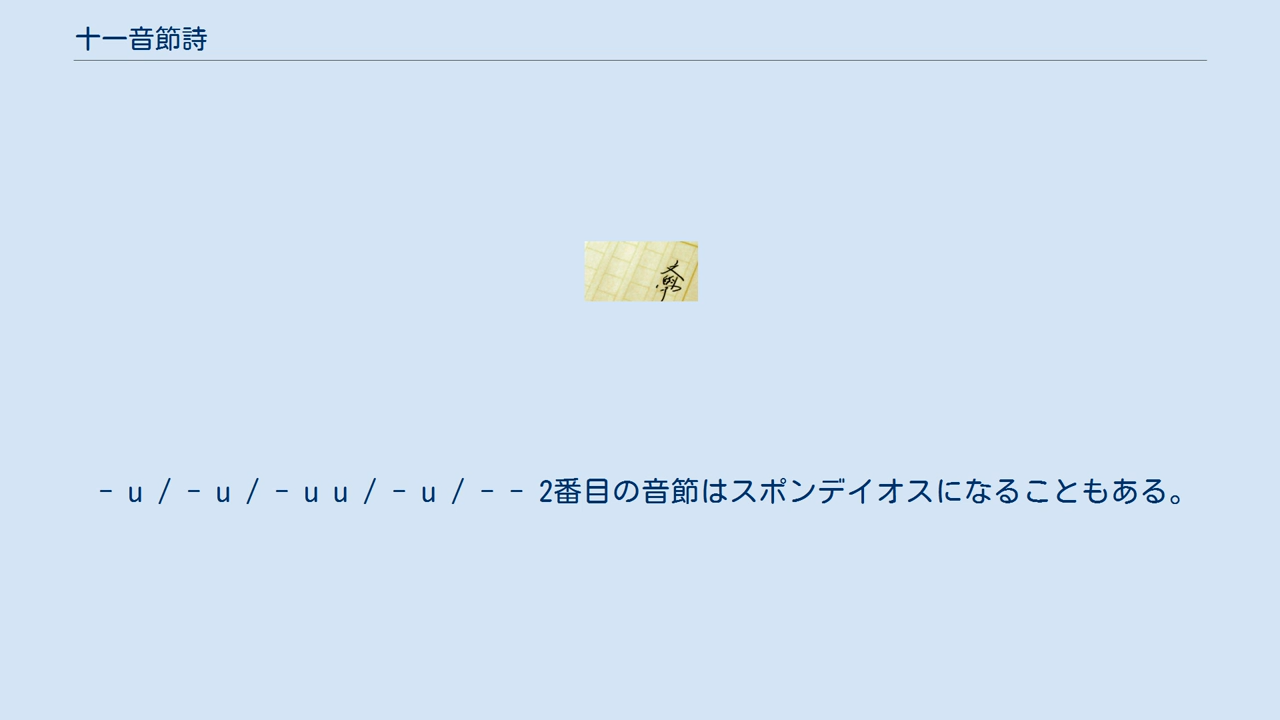 十一音節詩
- u / - u / - u u / - u / - - 2番目の音節はスポンデイオスになることもある。